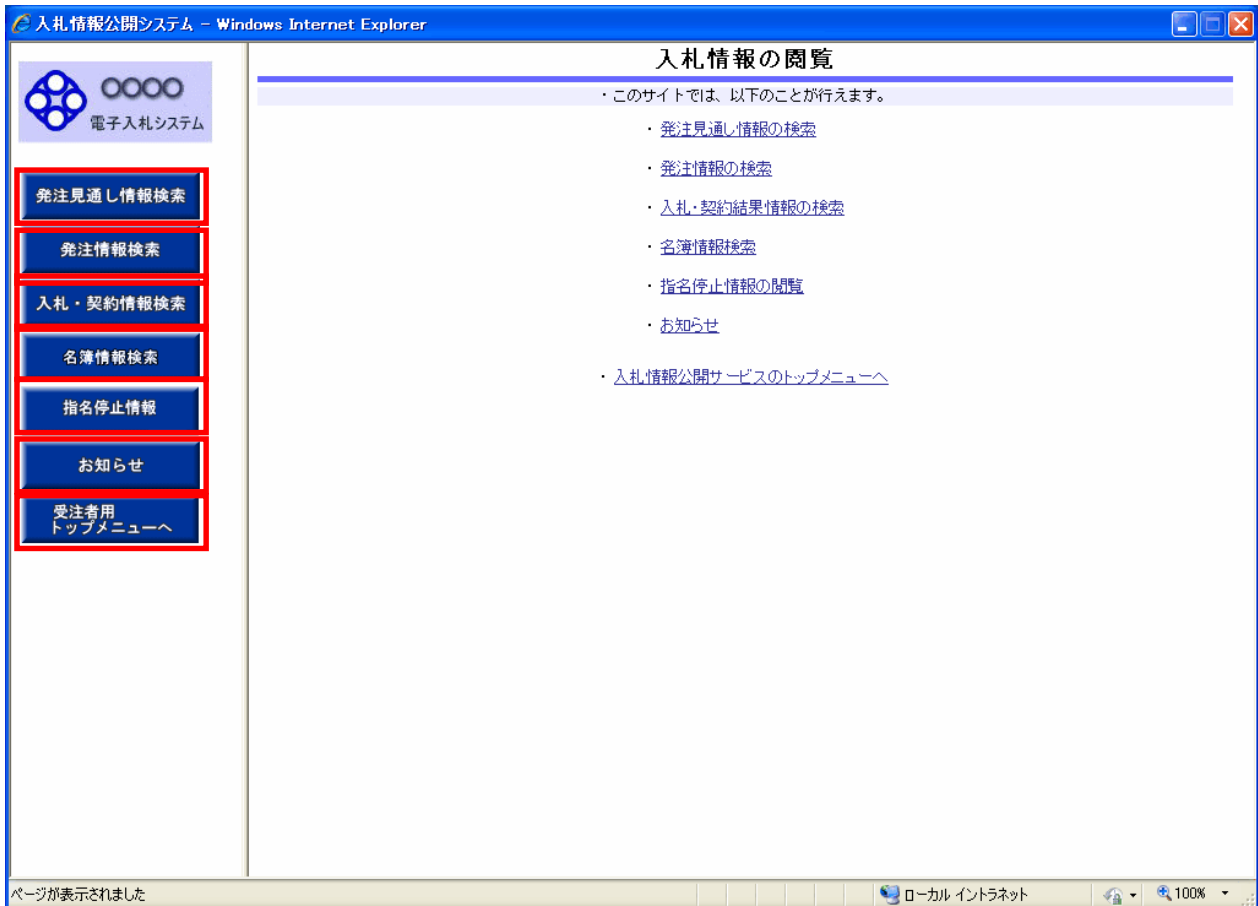 入札情報公開システム - Windows Internet Explorer
○○○○
電子入札システム
発注見通し情報検索
発注情報検索
入札・契約情報検索
名簿情報検索
指名停止情報
お知らせ
受注者用
トップメニューへ
入札情報の閲覧
・このサイトでは、以下のことが行えます。
・発注見通し情報の検索
・発注情報の検索
・入札・契約結果情報の検索
・名簿情報検索
・指名停止情報の閲覧
・お知らせ
・入札情報公開サービスのトップメニューへ
ページが表示されました
ローカル イントラネット
100%